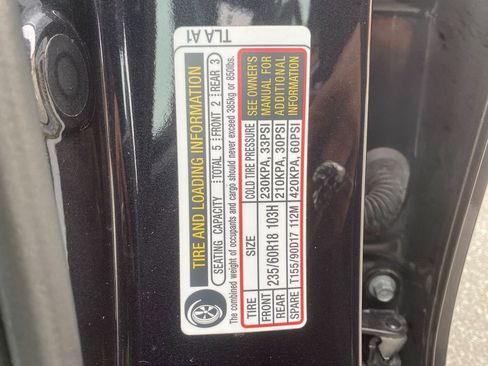 TLA A1
TIRE AND LOADING INFORMATION
SEATING CAPACITY TOTAL 5 FRONT 2 REAR 3
The combined weight of occupants and cargo should never exceed 385kg or 850lbs.
TIRE SIZE COLD TIRE PRESSURE
FRONT 235/60R18 103H 230KPA, 33PSI
REAR 210KPA, 30PSI
SPARE T155/90D17 112M 420KPA, 60PSI
SEE OWNER'S
MANUAL FOR
ADDITIONAL
INFORMATION